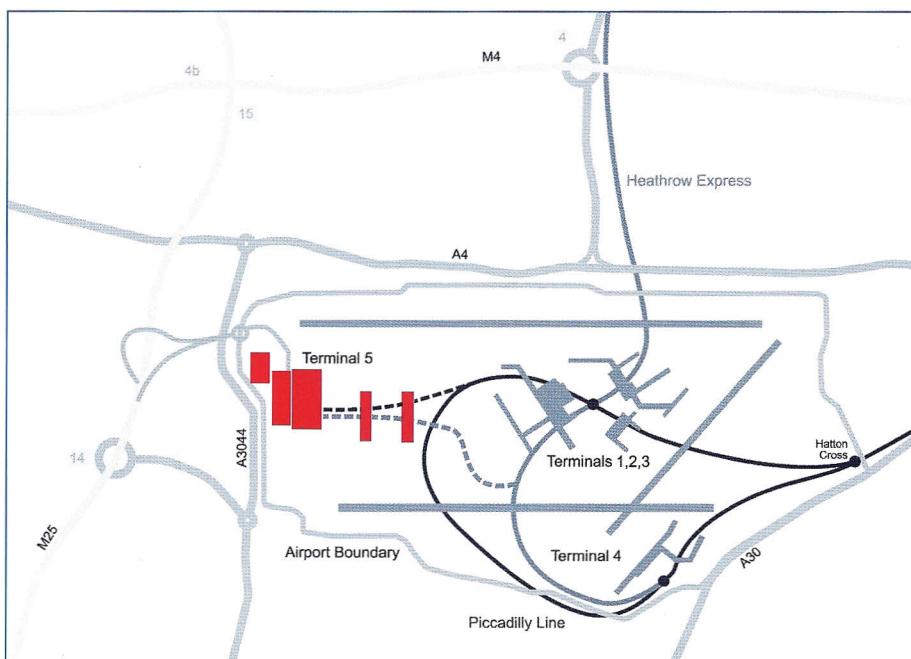 4
M4
4b
15
Heathrow Express
A4
Terminal 5
A3044
Terminals 1,2,3
Hatton
Cross
14
M25
Airport Boundary
Terminal 4
A30
Piccadilly Line